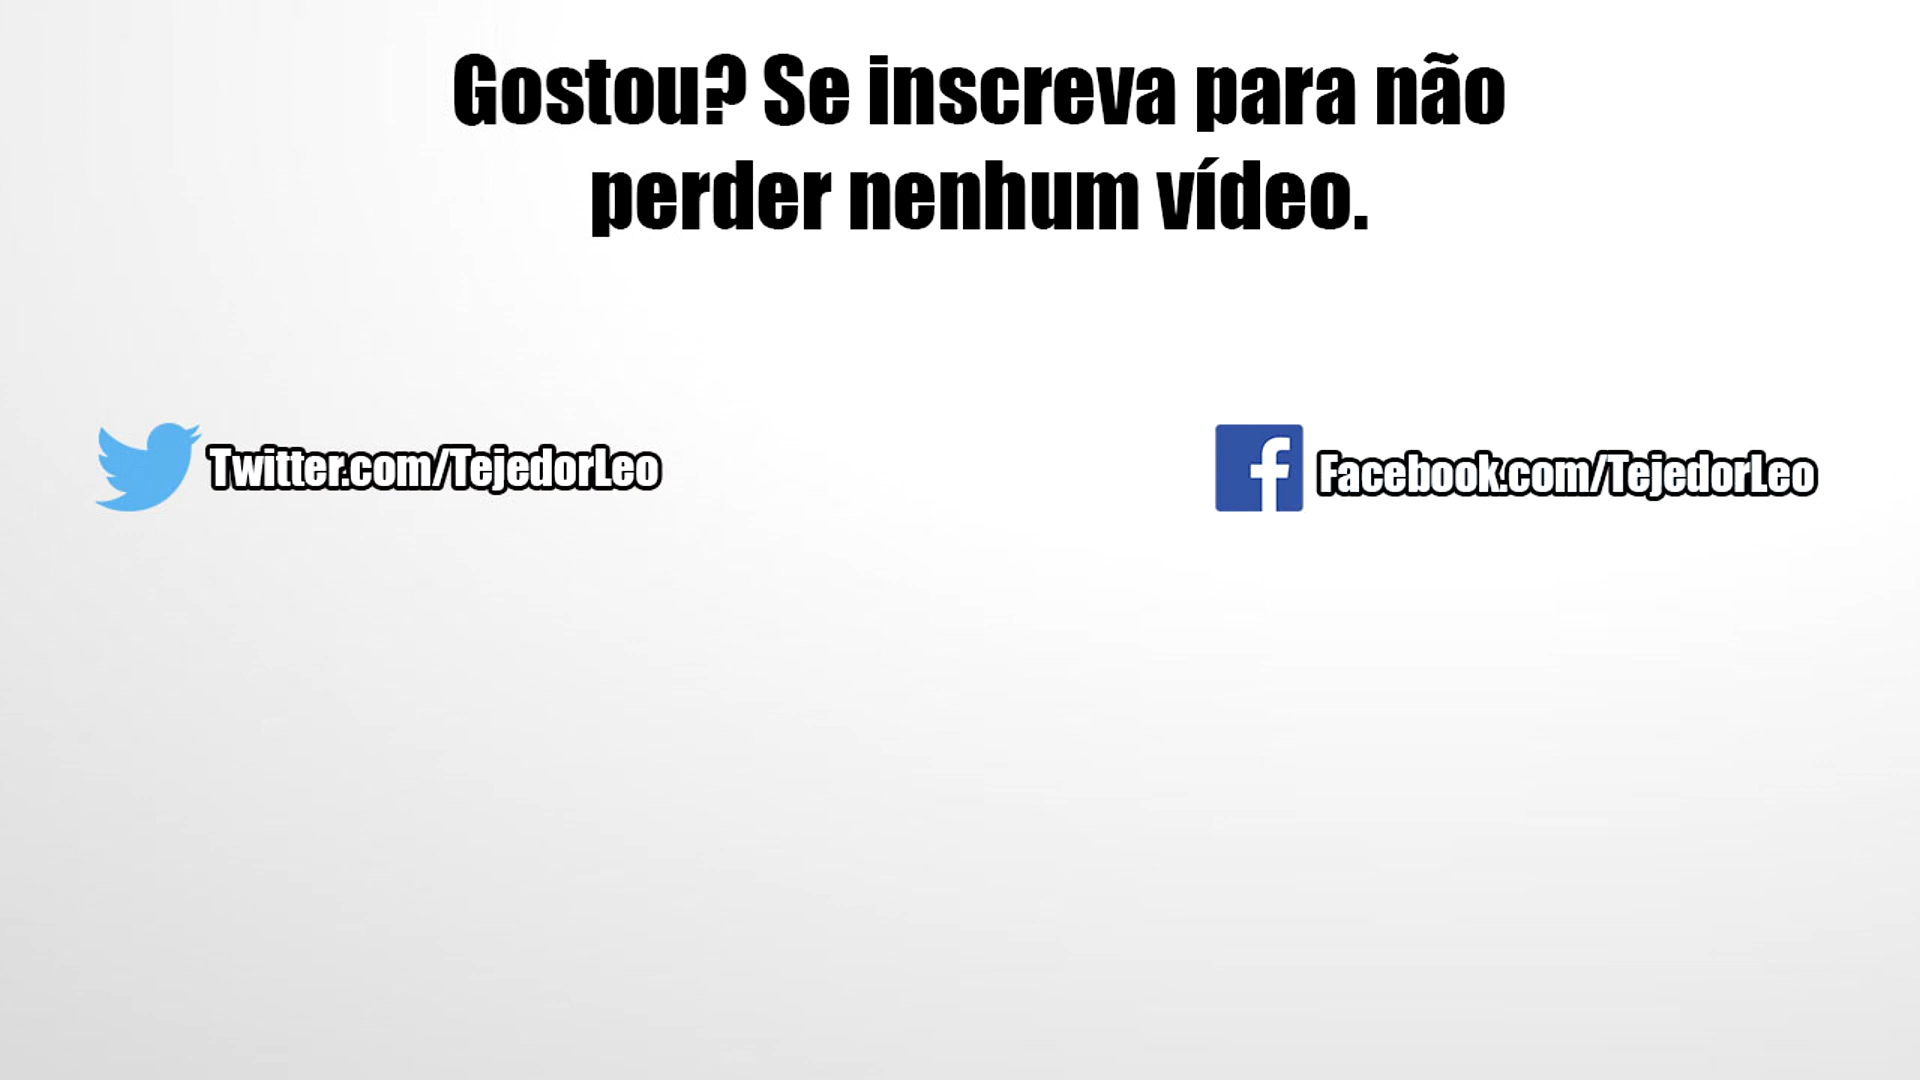 Gostou? Se inscreva para não
perder nenhum vídeo.
Twitter.com/TejedorLeo
Facebook.com/TejedorLeo